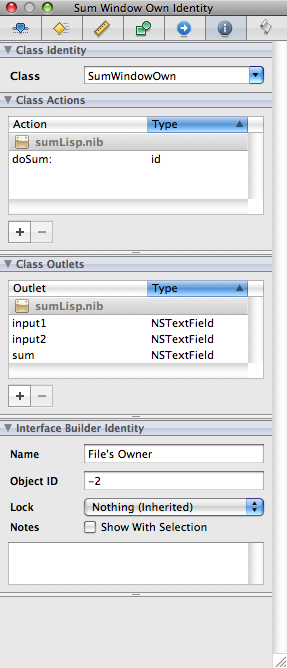 Sum Window Own Identity
Class Identity
Class SumWindowOwn
Class Actions
Action Type
sumLisp.nib
doSum: id
Class Outlets
Outlet Type
sumLisp.nib
input1 NSTextField
input2 NSTextField
sum NSTextField
Interface Builder Identity
Name File's Owner
Object ID -2
Lock Nothing (Inherited)
Notes Show With Selection